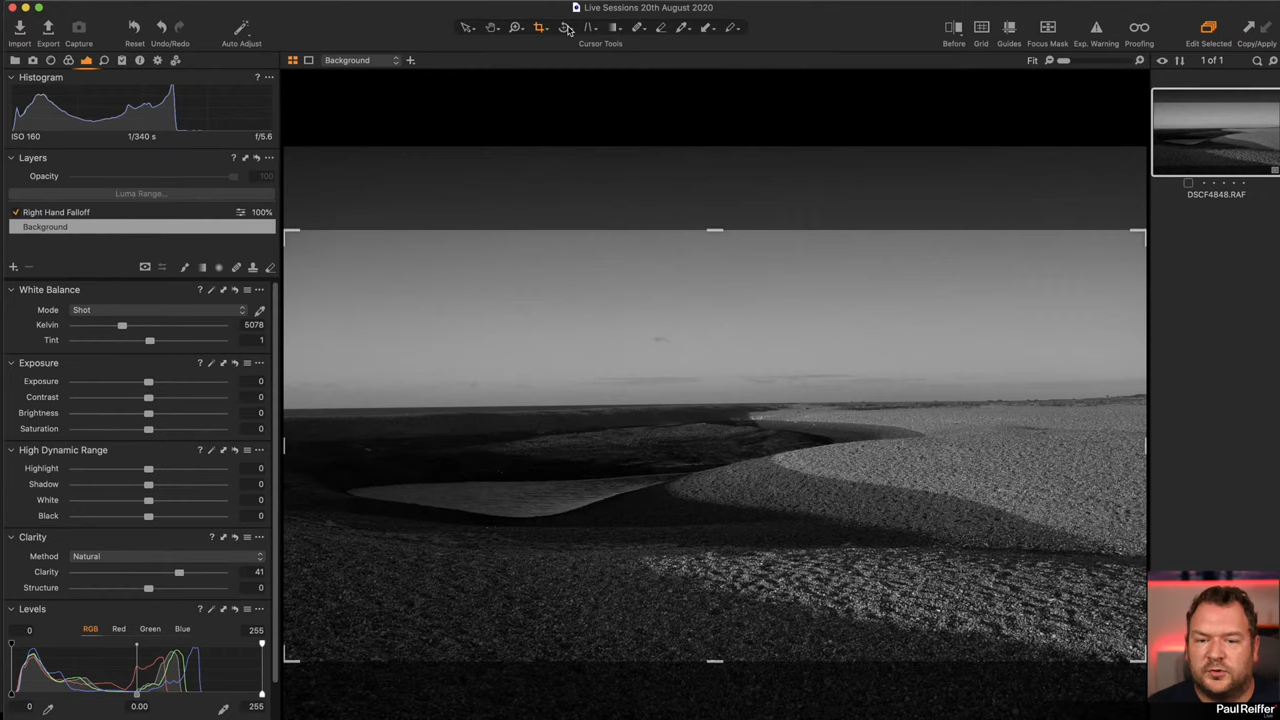 Live Sessions 20th August 2020
Import Export Capture Reset Undo/Redo Auto Adjust Cursor Tools Before Grid Guides Focus Mask Exp. Warning Proofing Edit Selected Copy/Apply
Background
Fit
1 of 1
Histogram ?
ISO 160 1/340 s f/5.6
Layers ?
Opacity 100
Luma Range...
Right Hand Falloff 100%
Background
White Balance ?
Mode Shot
Kelvin 5078
Tint 1
Exposure ?
Exposure 0
Contrast 0
Brightness 0
Saturation 0
High Dynamic Range ?
Highlight 0
Shadow 0
White 0
Black 0
Clarity ?
Method Natural
Clarity 41
Structure 0
Levels ?
0 RGB Red Green Blue 255
0 0.00 255
DSCF4848.RAF
Paul Reiffer
Live